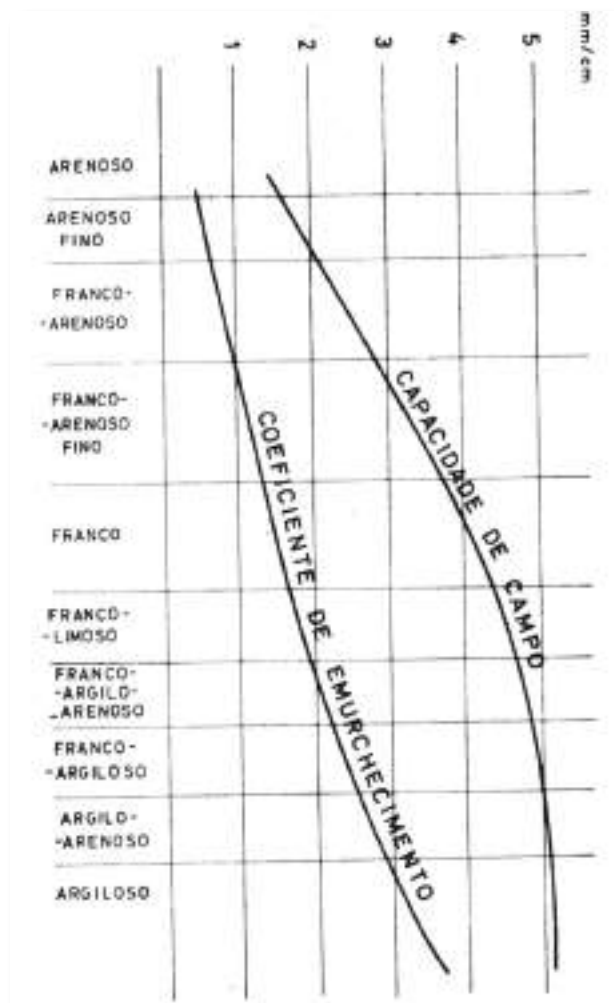 1
2
3
4
5
mm/cm
ARENOSO
ARENOSO
FINO
FRANCO-
-ARENOSO
FRANCO-
-ARENOSO
FINO
FRANCO
FRANCO-
-LIMOSO
FRANCO-
-ARGILO-
-ARENOSO
FRANCO-
-ARGILOSO
ARGILO-
-ARENOSO
ARGILOSO
COEFICIENTE DE EMURCHECIMENTO
CAPACIDADE DE CAMPO